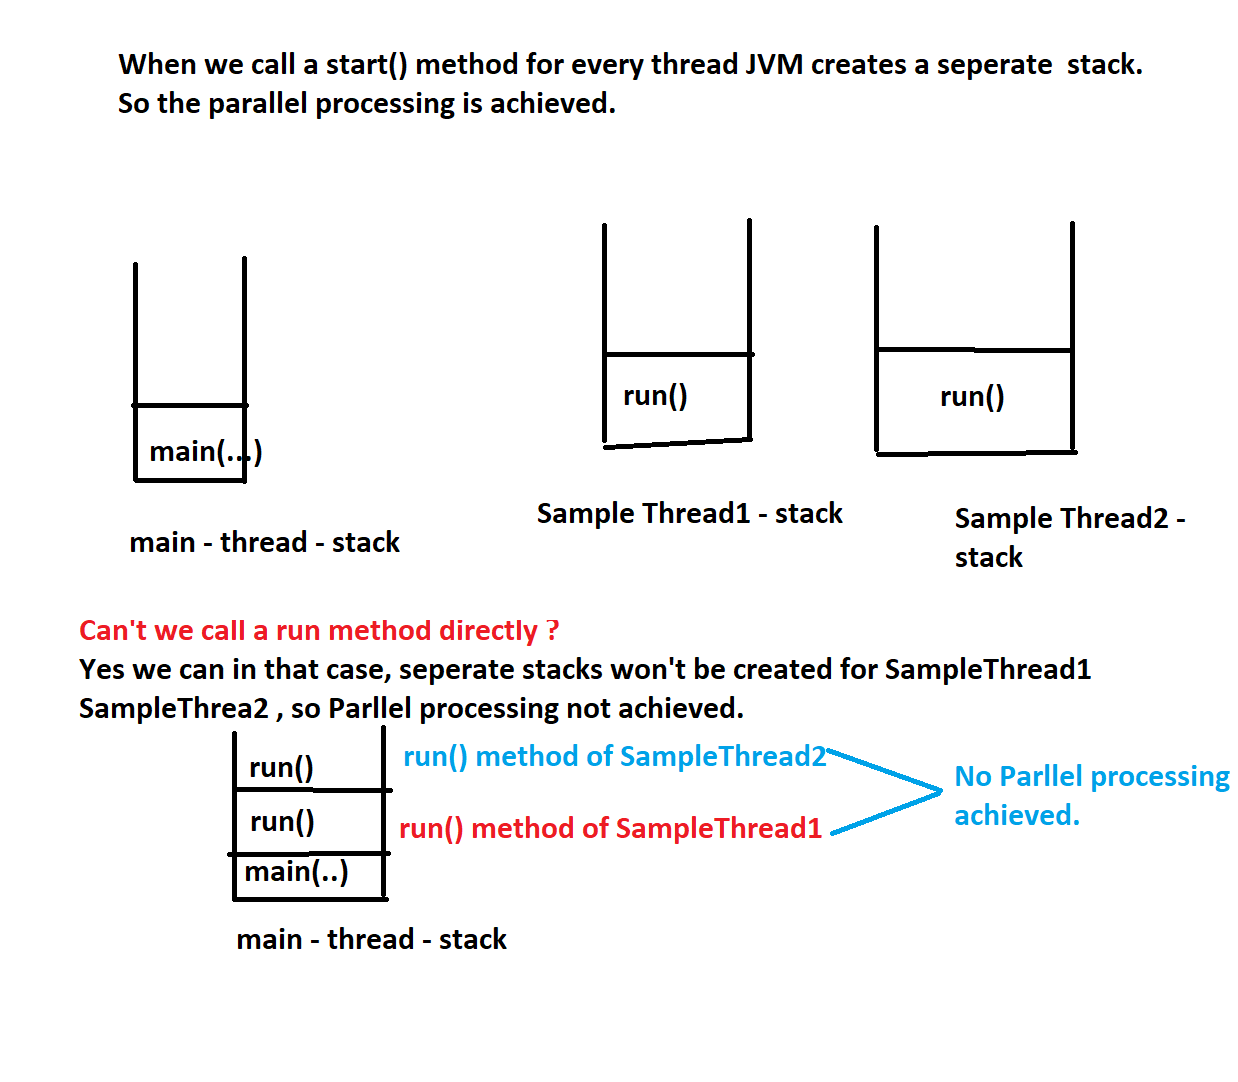 When we call a start() method for every thread JVM creates a seperate  stack.
So the parallel processing is achieved.
main(...)
run()
run()
main - thread - stack
Sample Thread1 - stack
Sample Thread2 -
stack
Can't we call a run method directly ?
Yes we can in that case, seperate stacks won't be created for SampleThread1
SampleThrea2 , so Parllel processing not achieved.
run()
run() method of SampleThread2
run()
run() method of SampleThread1
No Parllel processing
achieved.
main(..)
main - thread - stack